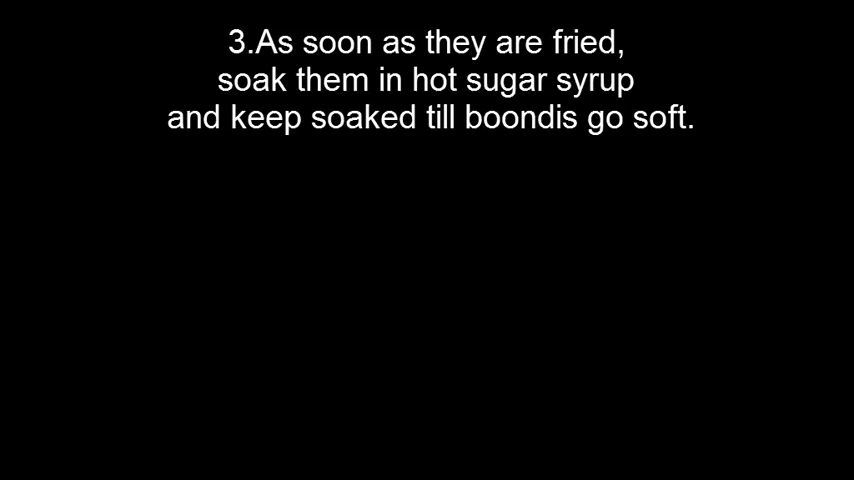 3.As soon as they are fried,
soak them in hot sugar syrup
and keep soaked till boondis go soft.